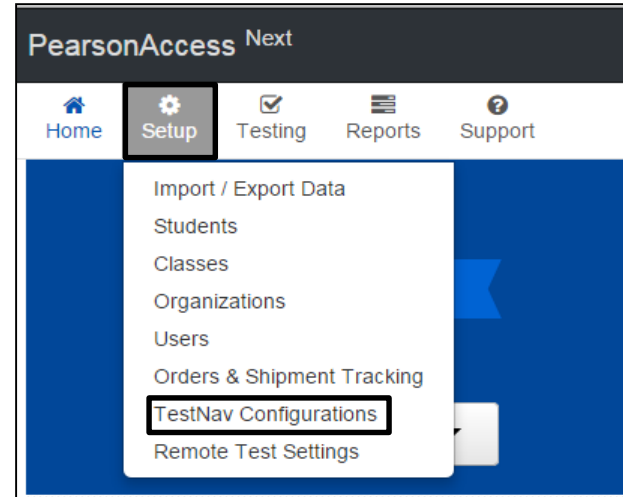 PearsonAccess Next
Home Setup Testing Reports Support
Import / Export Data
Students
Classes
Organizations
Users
Orders & Shipment Tracking
TestNav Configurations
Remote Test Settings